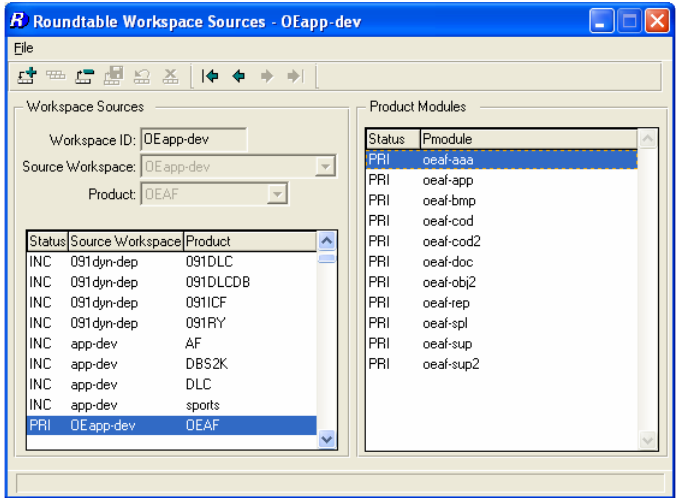 R Roundtable Workspace Sources - OEapp-dev
File
Workspace Sources
Workspace ID: OEapp-dev
Source Workspace: OEapp-dev
Product: OEAF
Status Source Workspace Product
INC 091dyn-dep 091DLC
INC 091dyn-dep 091DLCDB
INC 091dyn-dep 091ICF
INC 091dyn-dep 091RY
INC app-dev AF
INC app-dev DBS2K
INC app-dev DLC
INC app-dev sports
PRI OEapp-dev OEAF
Product Modules
Status Pmodule
PRI oeaf-aaa
PRI oeaf-app
PRI oeaf-bmp
PRI oeaf-cod
PRI oeaf-cod2
PRI oeaf-doc
PRI oeaf-obj2
PRI oeaf-rep
PRI oeaf-spl
PRI oeaf-sup
PRI oeaf-sup2